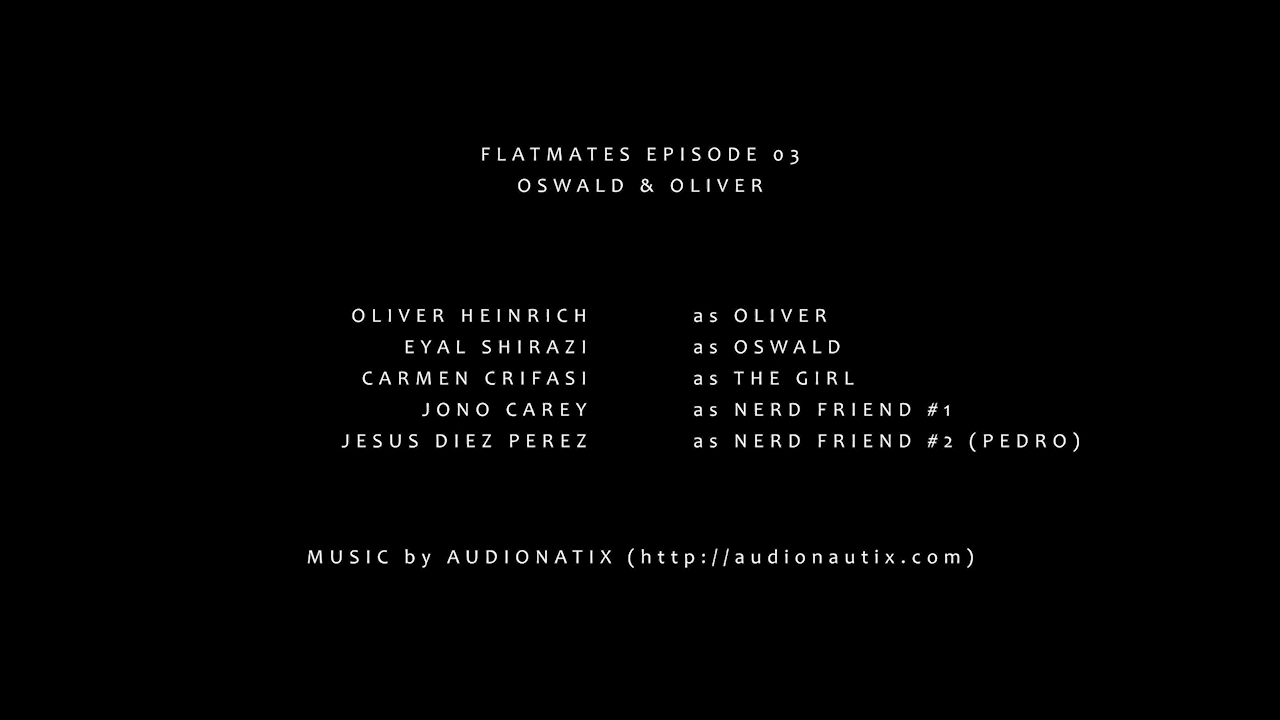 FLATMATES EPISODE 03
OSWALD & OLIVER
OLIVER HEINRICH as OLIVER
EYAL SHIRAZI as OSWALD
CARMEN CRIFASI as THE GIRL
JONO CAREY as NERD FRIEND #1
JESUS DIEZ PEREZ as NERD FRIEND #2 (PEDRO)
MUSIC by AUDIONATIX (http://audionautix.com)